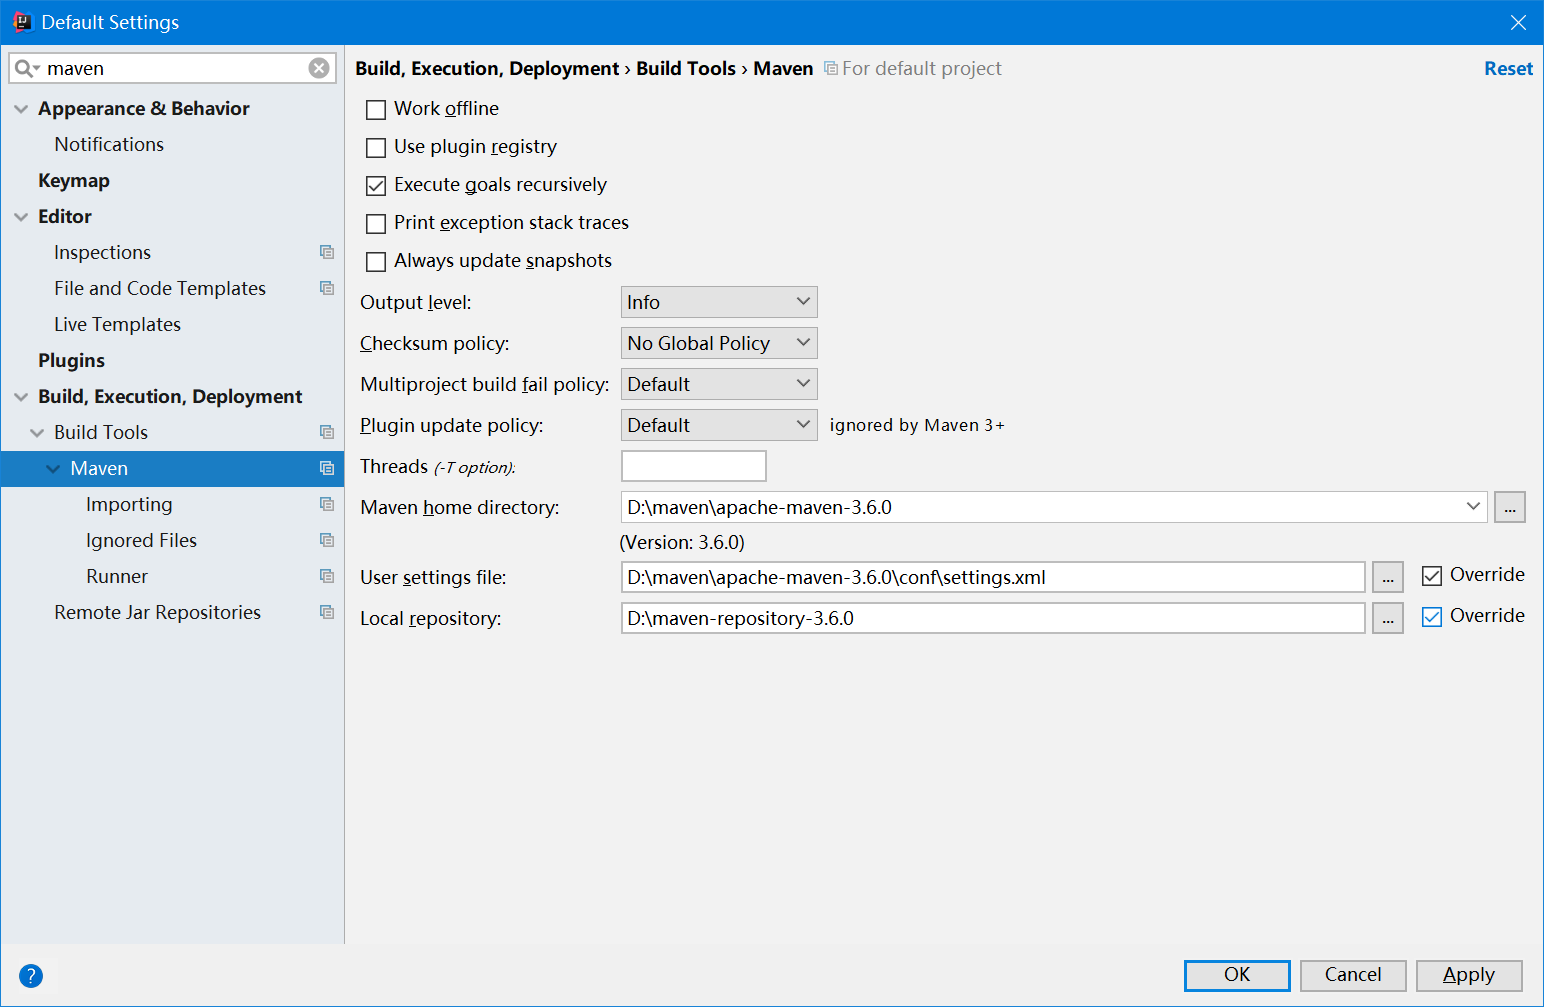 Default Settings
maven
Appearance & Behavior
Notifications
Keymap
Editor
Inspections
File and Code Templates
Live Templates
Plugins
Build, Execution, Deployment
Build Tools
Maven
Importing
Ignored Files
Runner
Remote Jar Repositories
Build, Execution, Deployment › Build Tools › Maven For default project Reset
Work offline
Use plugin registry
Execute goals recursively
Print exception stack traces
Always update snapshots
Output level: Info
Checksum policy: No Global Policy
Multiproject build fail policy: Default
Plugin update policy: Default ignored by Maven 3+
Threads (-T option):
Maven home directory: D:\maven\apache-maven-3.6.0 ...
(Version: 3.6.0)
User settings file: D:\maven\apache-maven-3.6.0\conf\settings.xml ... Override
Local repository: D:\maven-repository-3.6.0 ... Override
? OK Cancel Apply